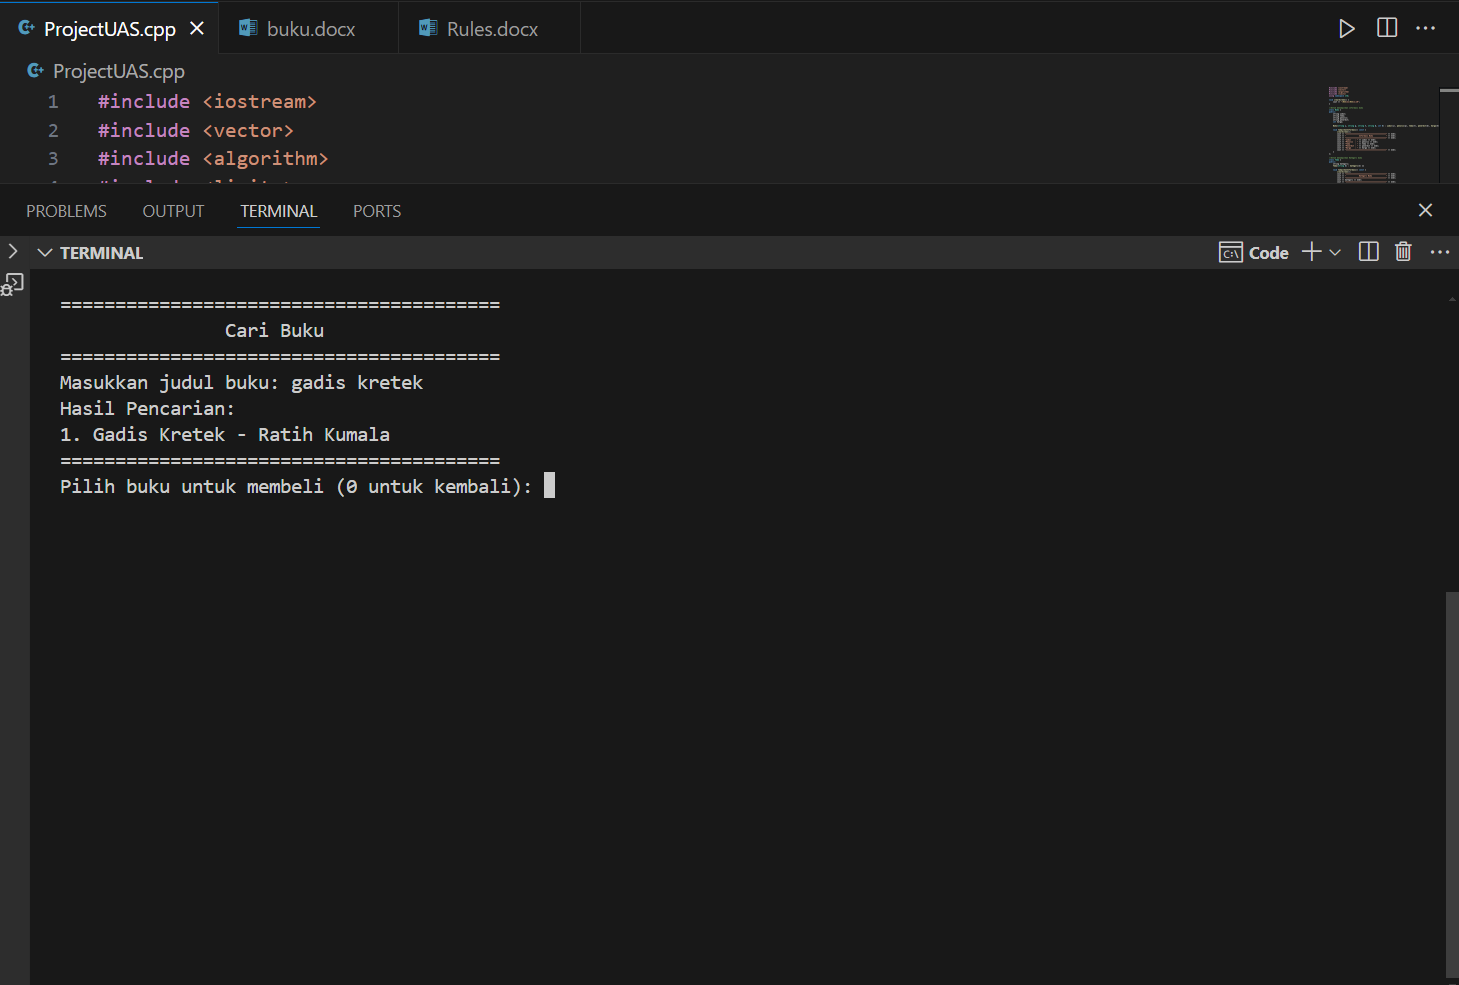 ProjectUAS.cpp buku.docx Rules.docx
ProjectUAS.cpp
1 #include <iostream>
2 #include <vector>
3 #include <algorithm>
PROBLEMS OUTPUT TERMINAL PORTS
TERMINAL Code
========================================
Cari Buku
========================================
Masukkan judul buku: gadis kretek
Hasil Pencarian:
1. Gadis Kretek - Ratih Kumala
========================================
Pilih buku untuk membeli (0 untuk kembali):